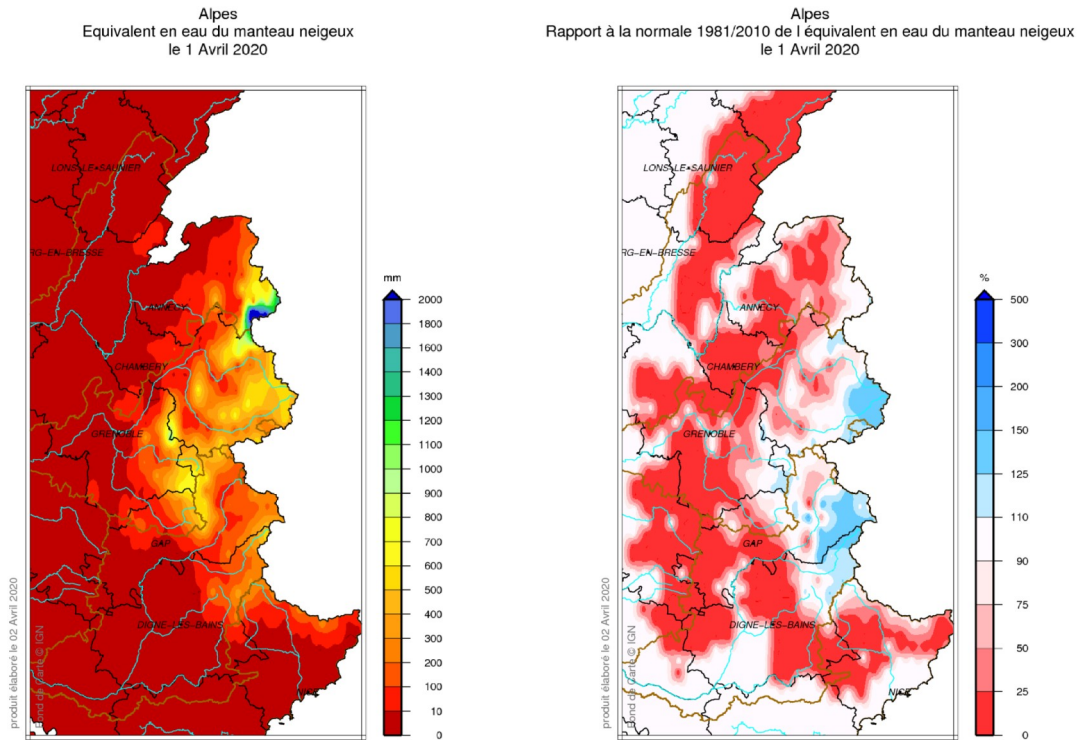 Alpes
Equivalent en eau du manteau neigeux
le 1 Avril 2020
LONS-LE-SAUNIER
RG-EN-BRESSE
ANNECY
CHAMBERY
GRENOBLE
GAP
DIGNE-LES-BAINS
NICE
produit élaboré le 02 Avril 2020
Fond de Carte © IGN
mm
2000
1800
1600
1400
1300
1200
1100
1000
900
800
700
600
500
400
300
200
100
10
0
Alpes
Rapport à la normale 1981/2010 de l équivalent en eau du manteau neigeux
le 1 Avril 2020
LONS-LE-SAUNIER
RG-EN-BRESSE
ANNECY
CHAMBERY
GRENOBLE
GAP
DIGNE-LES-BAINS
NICE
produit élaboré le 02 Avril 2020
Fond de Carte © IGN
%
500
300
200
150
125
110
90
75
50
25
0